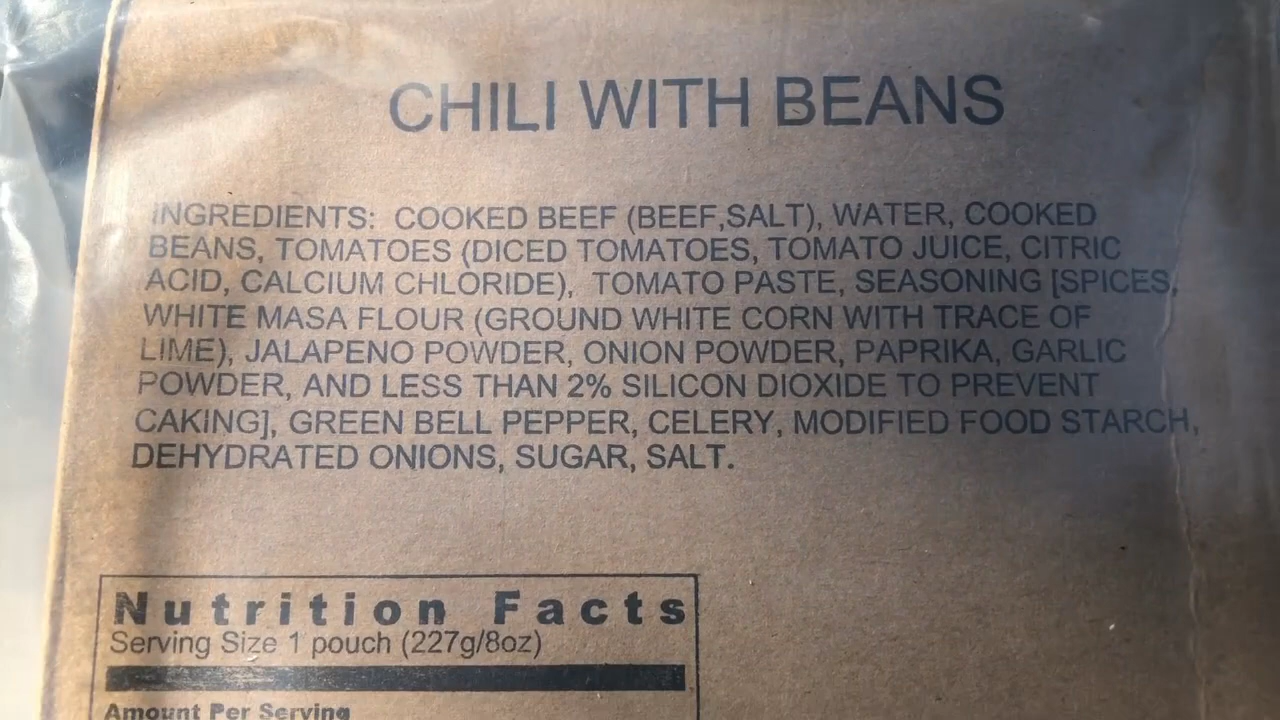 CHILI WITH BEANS
INGREDIENTS: COOKED BEEF (BEEF,SALT), WATER, COOKED
BEANS, TOMATOES (DICED TOMATOES, TOMATO JUICE, CITRIC
ACID, CALCIUM CHLORIDE), TOMATO PASTE, SEASONING [SPICES,
WHITE MASA FLOUR (GROUND WHITE CORN WITH TRACE OF
LIME), JALAPENO POWDER, ONION POWDER, PAPRIKA, GARLIC
POWDER, AND LESS THAN 2% SILICON DIOXIDE TO PREVENT
CAKING], GREEN BELL PEPPER, CELERY, MODIFIED FOOD STARCH,
DEHYDRATED ONIONS, SUGAR, SALT.
Nutrition Facts
Serving Size 1 pouch (227g/8oz)
Amount Per Serving